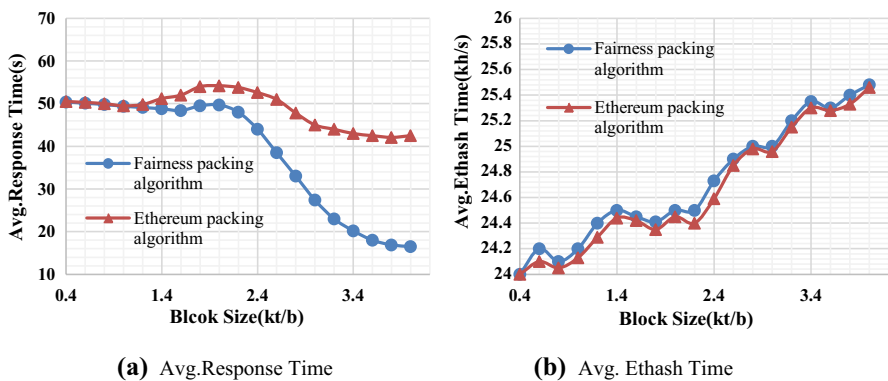 70
60
50
40
30
20
10
0.4
1.4
2.4
3.4
Avg.Response Time(s)
Blcok Size(kt/b)
Fairness packing
algorithm
Ethereum packing
algorithm
(a) Avg.Response Time
26
25.8
25.6
25.4
25.2
25
24.8
24.6
24.4
24.2
24
0.4
1.4
2.4
3.4
Avg.Ethash Time(kh/s)
Block Size(kt/b)
Fairness packing
algorithm
Ethereum packing
algorithm
(b) Avg. Ethash Time